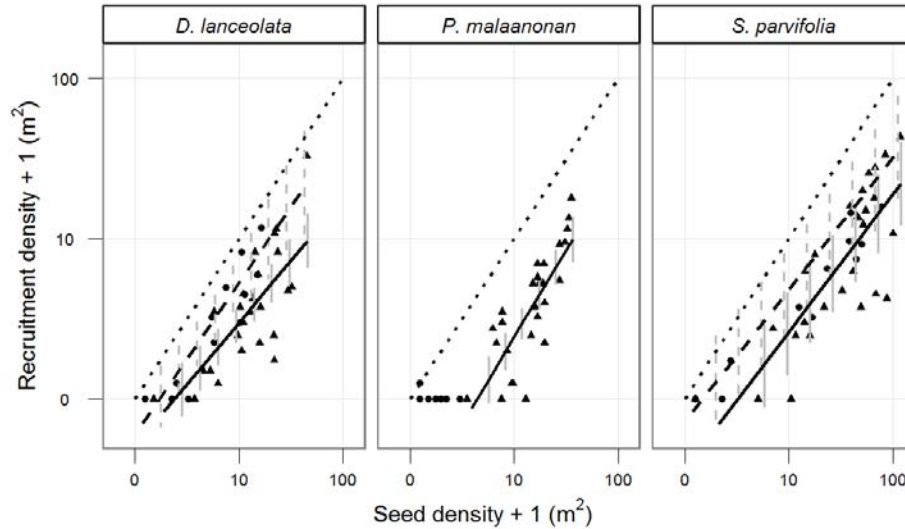 D. lanceolata P. malaanonan S. parvifolia
Recruitment density + 1 (m²)
100
10
0
0 10 100 0 10 100 0 10 100
Seed density + 1 (m²)